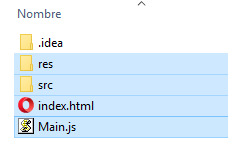 Nombre
.idea
res
src
index.html
Main.js